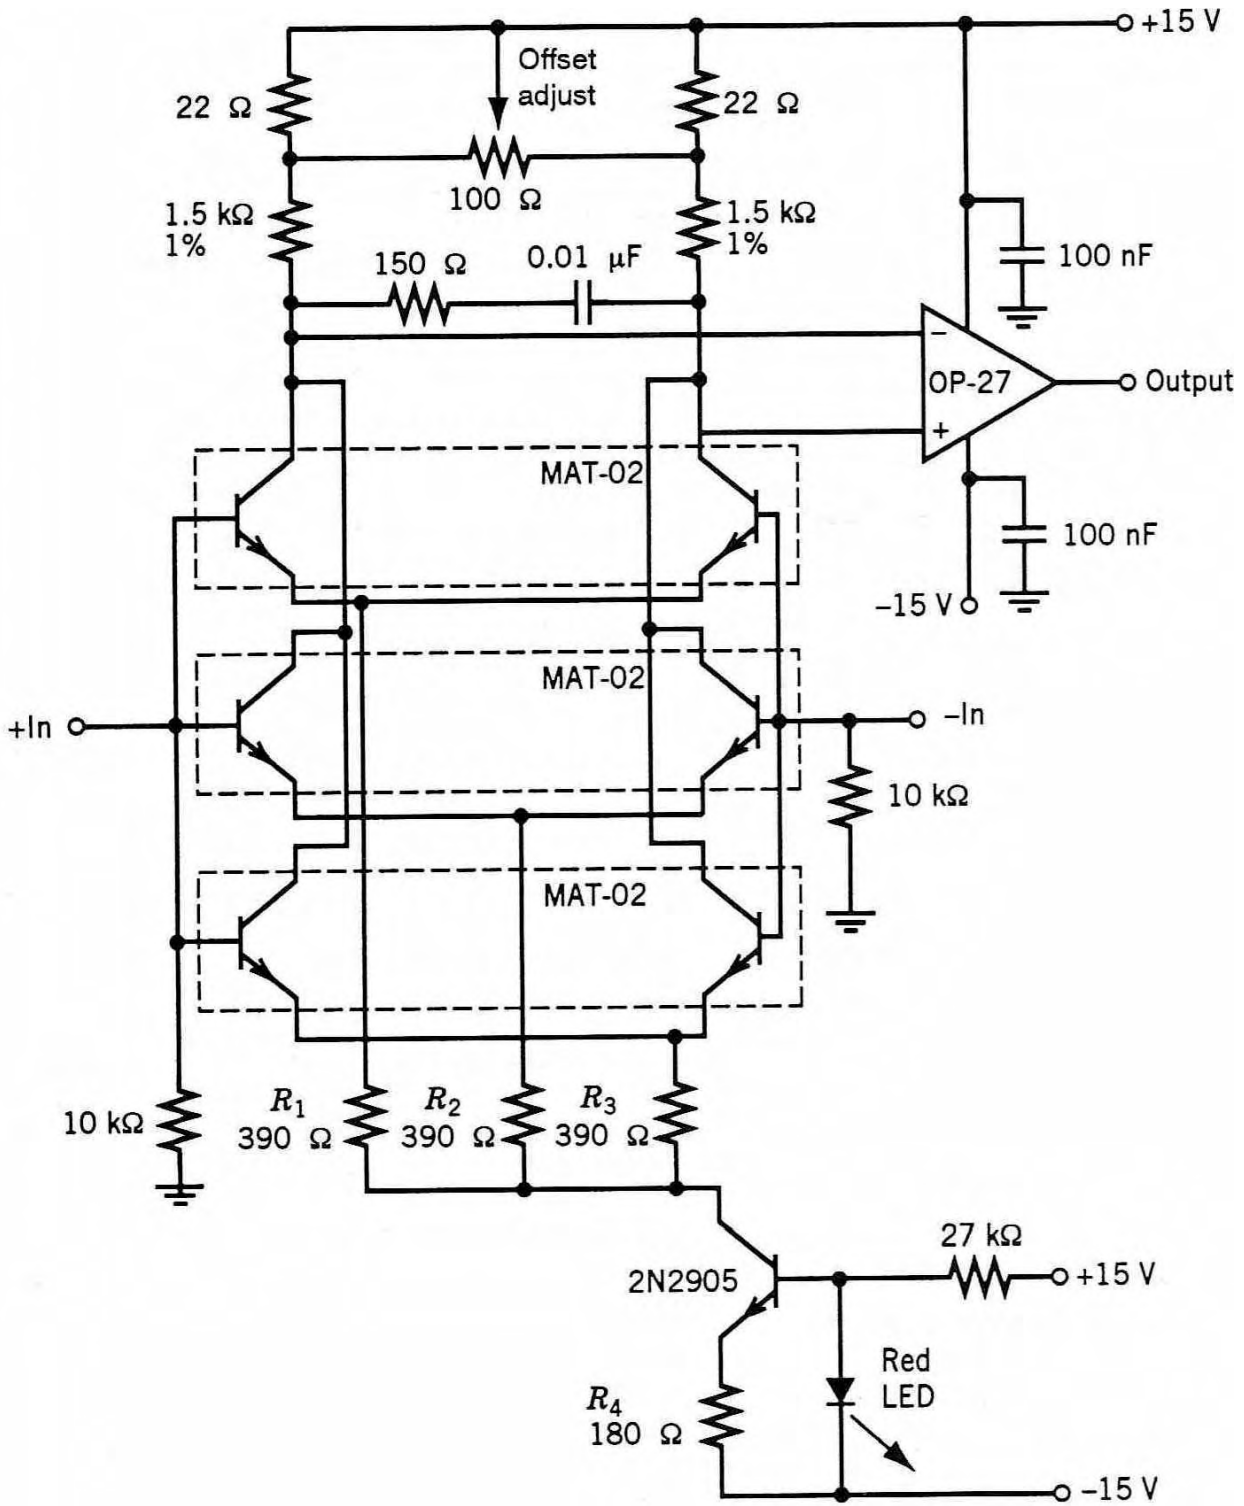 +15 V
Offset
adjust
22 Ω
22 Ω
100 Ω
1.5 kΩ
1%
1.5 kΩ
1%
150 Ω
0.01 μF
100 nF
−
OP-27
+
Output
MAT-02
100 nF
−15 V
MAT-02
+In
−In
10 kΩ
MAT-02
10 kΩ
R1
390 Ω
R2
390 Ω
R3
390 Ω
27 kΩ
+15 V
2N2905
Red
LED
R4
180 Ω
−15 V